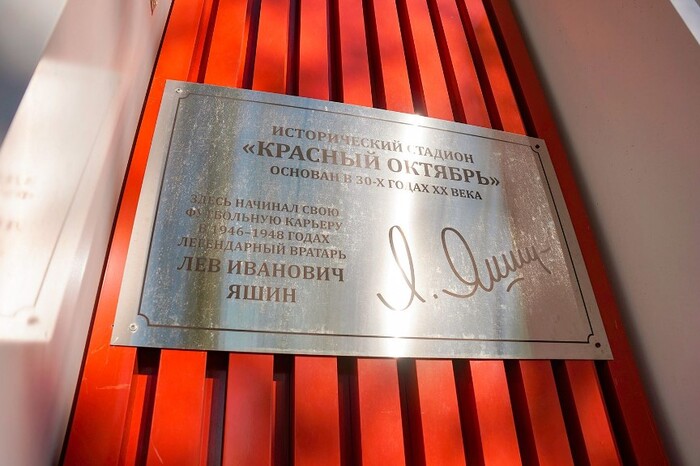 ИСТОРИЧЕСКИЙ СТАДИОН
«КРАСНЫЙ ОКТЯБРЬ»
ОСНОВАН В 30-Х ГОДАХ XX ВЕКА
ЗДЕСЬ НАЧИНАЛ СВОЮ
ФУТБОЛЬНУЮ КАРЬЕРУ
В 1946–1948 ГОДАХ
ЛЕГЕНДАРНЫЙ ВРАТАРЬ
ЛЕВ ИВАНОВИЧ
ЯШИН
Л. Яшин